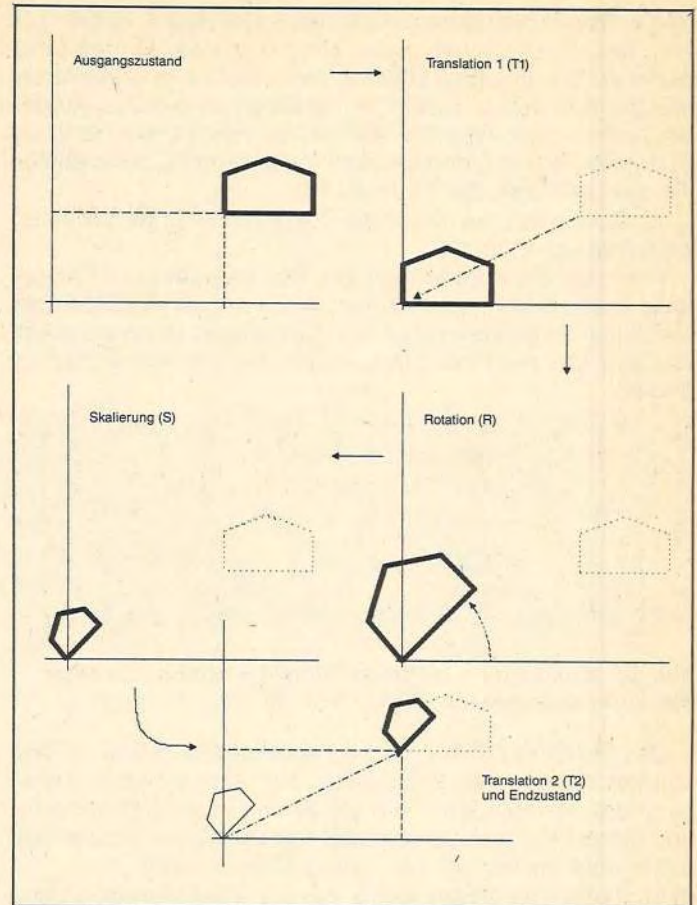 Ausgangszustand
Translation 1 (T1)
Skalierung (S)
Rotation (R)
Translation 2 (T2)
und Endzustand